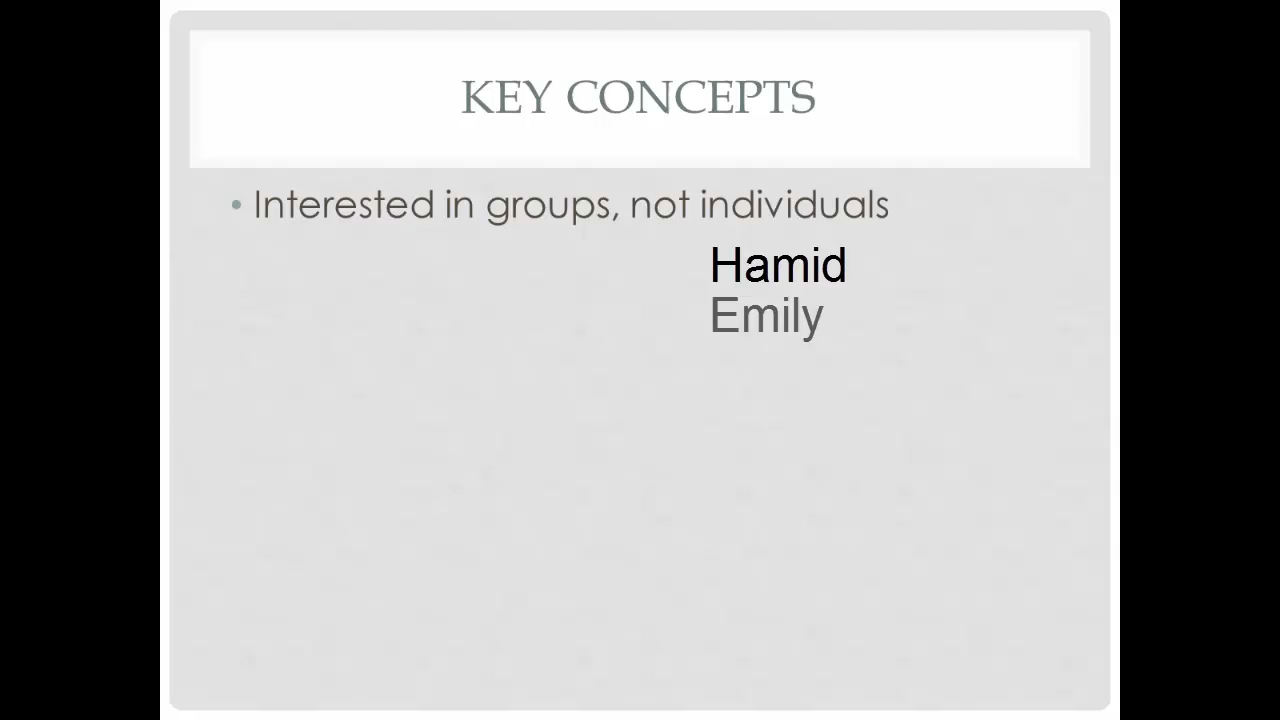 KEY CONCEPTS
• Interested in groups, not individuals
Hamid
Emily